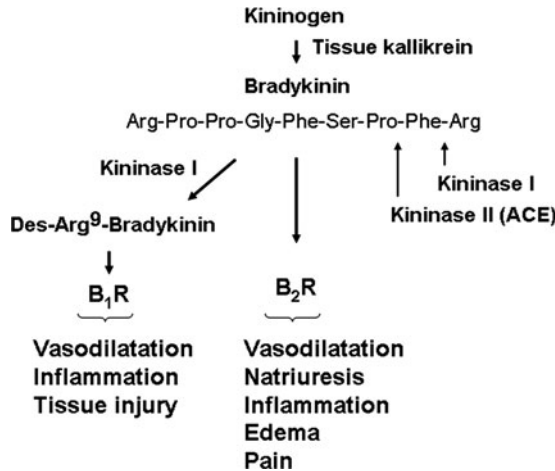 Kininogen
Tissue kallikrein
Bradykinin
Arg-Pro-Pro-Gly-Phe-Ser-Pro-Phe-Arg
Kininase I
Kininase I
Kininase II (ACE)
Des-Arg⁹-Bradykinin
B₁R
Vasodilatation
Inflammation
Tissue injury
B₂R
Vasodilatation
Natriuresis
Inflammation
Edema
Pain